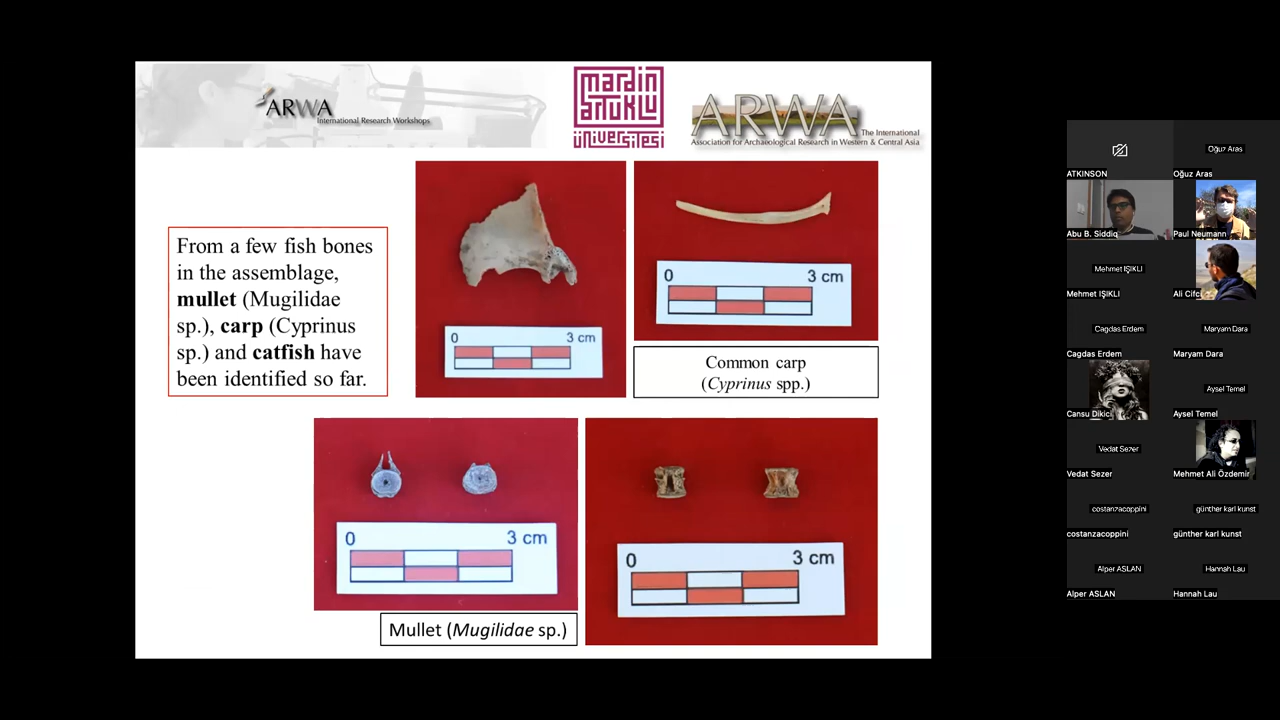 ARWA
International Research Workshops
mardin
artuklu
üniversitesi
ARWA
The International
Association for Archaeological Research in Western & Central Asia
From a few fish bones
in the assemblage,
mullet (Mugilidae
sp.), carp (Cyprinus
sp.) and catfish have
been identified so far.
0 3 cm
0 3 cm
Common carp
(Cyprinus spp.)
0 3 cm
0 3 cm
Mullet (Mugilidae sp.)
Oğuz Aras
ATKINSON
Oğuz Aras
Abu B. Siddiq
Paul Neumann
Mehmet IŞIKLI
Mehmet IŞIKLI
Ali Cifc
Cagdas Erdem
Maryam Dara
Cagdas Erdem
Maryam Dara
Aysel Temel
Cansu Dikici
Aysel Temel
Vedat Sezer
Vedat Sezer
Mehmet Ali Özdemir
costanzacoppini
günther karl kunst
costanzacoppini
günther karl kunst
Alper ASLAN
Hannah Lau
Alper ASLAN
Hannah Lau